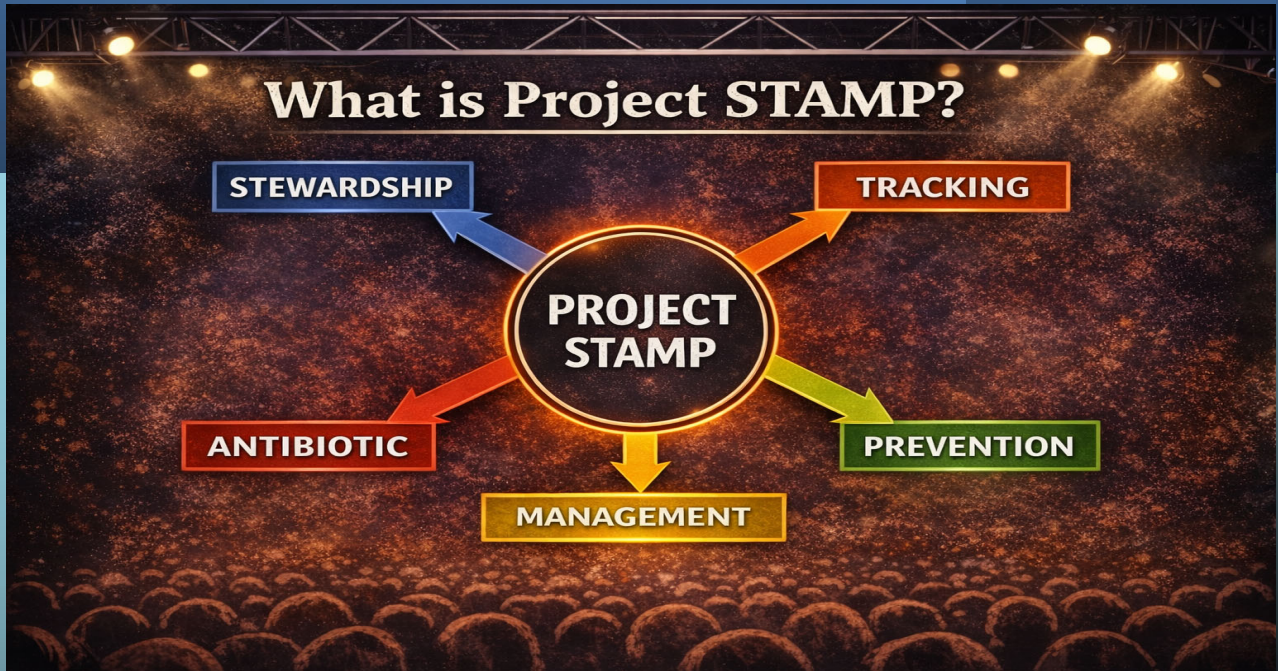 What is Project STAMP?
STEWARDSHIP
TRACKING
PROJECT
STAMP
ANTIBIOTIC
PREVENTION
MANAGEMENT